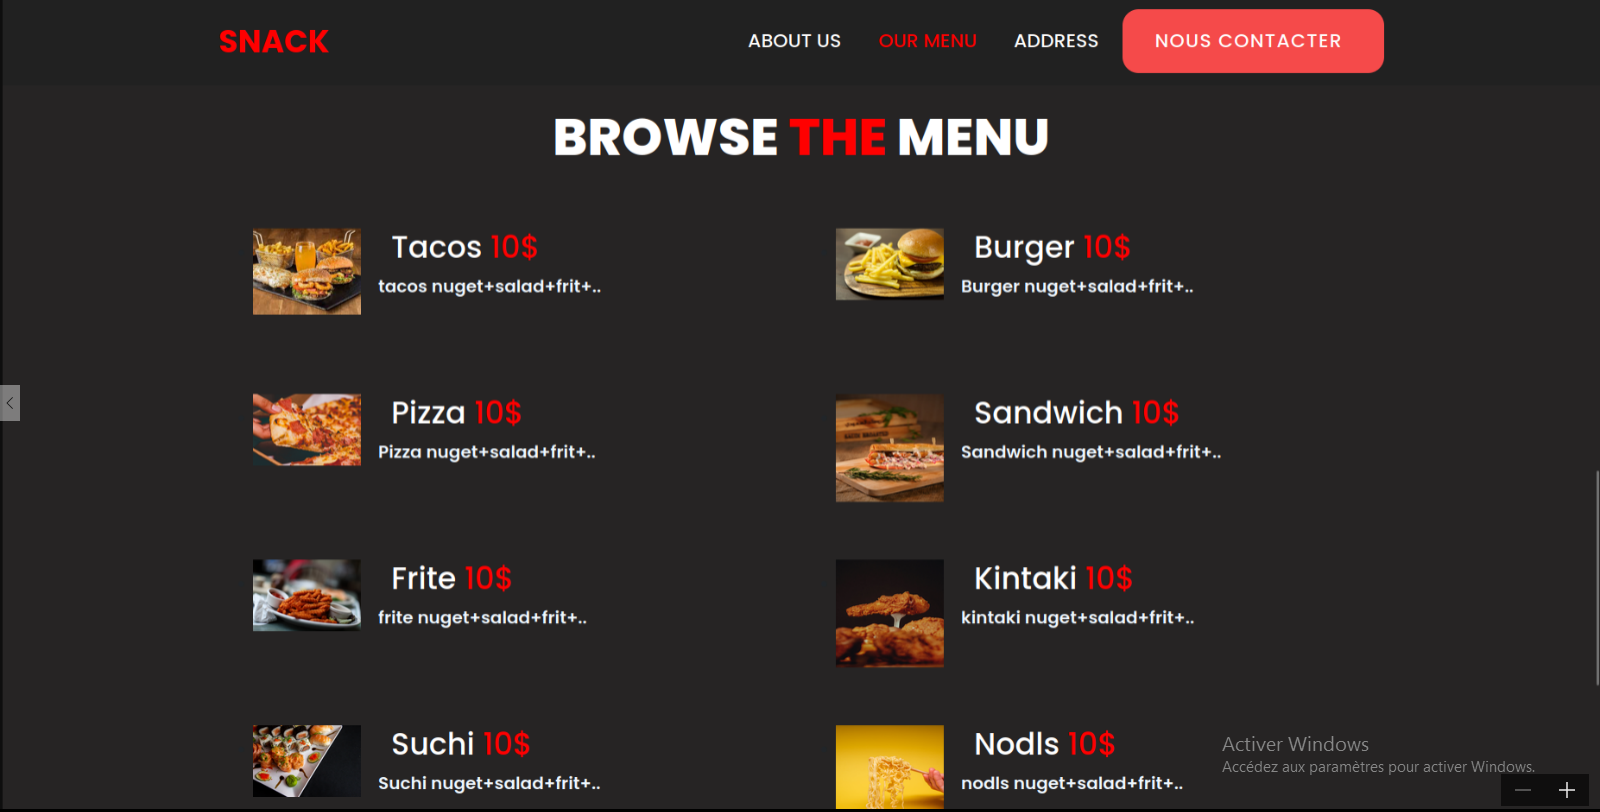 SNACK
ABOUT US OUR MENU ADDRESS NOUS CONTACTER
BROWSE THE MENU
Tacos 10$
tacos nuget+salad+frit+..
Burger 10$
Burger nuget+salad+frit+..
Pizza 10$
Pizza nuget+salad+frit+..
Sandwich 10$
Sandwich nuget+salad+frit+..
Frite 10$
frite nuget+salad+frit+..
Kintaki 10$
kintaki nuget+salad+frit+..
Suchi 10$
Suchi nuget+salad+frit+..
Nodls 10$
nodls nuget+salad+frit+..
Activer Windows
Accédez aux paramètres pour activer Windows.